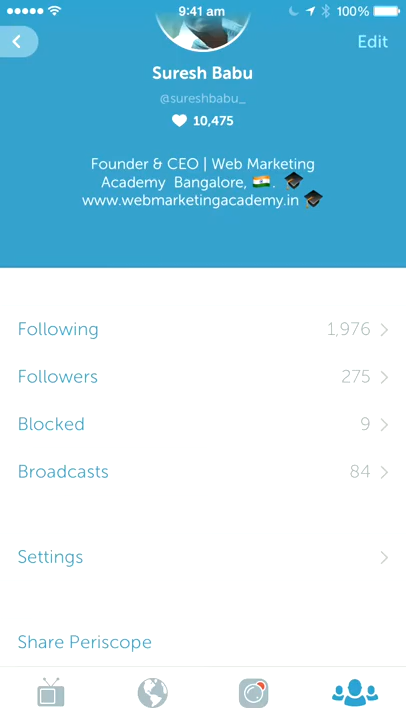 9:41 am 100%
Edit
Suresh Babu
@sureshbabu_
10,475
Founder & CEO | Web Marketing
Academy Bangalore, 🇮🇳. 🎓
www.webmarketingacademy.in 🎓
Following 1,976
Followers 275
Blocked 9
Broadcasts 84
Settings
Share Periscope